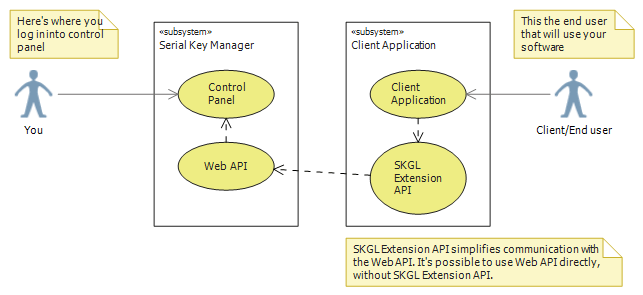 Here's where you
log ininto control
panel
«subsystem»
Serial Key Manager
«subsystem»
Client Application
This the end user
that will use your
software
Control
Panel
Client
Application
You
Client/End user
Web API
SKGL
Extension
API
SKGL Extension API simplifies communication with
the Web API. It's possible to use Web API directly,
without SKGL Extension API.